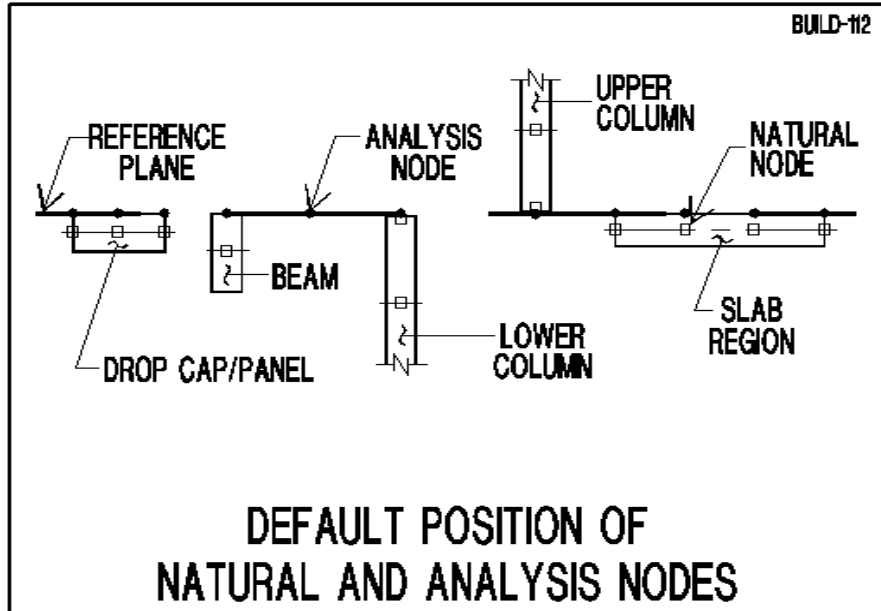 BUILD-112
REFERENCE
PLANE
ANALYSIS
NODE
UPPER
COLUMN
NATURAL
NODE
BEAM
DROP CAP/PANEL
LOWER
COLUMN
SLAB
REGION
DEFAULT POSITION OF
NATURAL AND ANALYSIS NODES